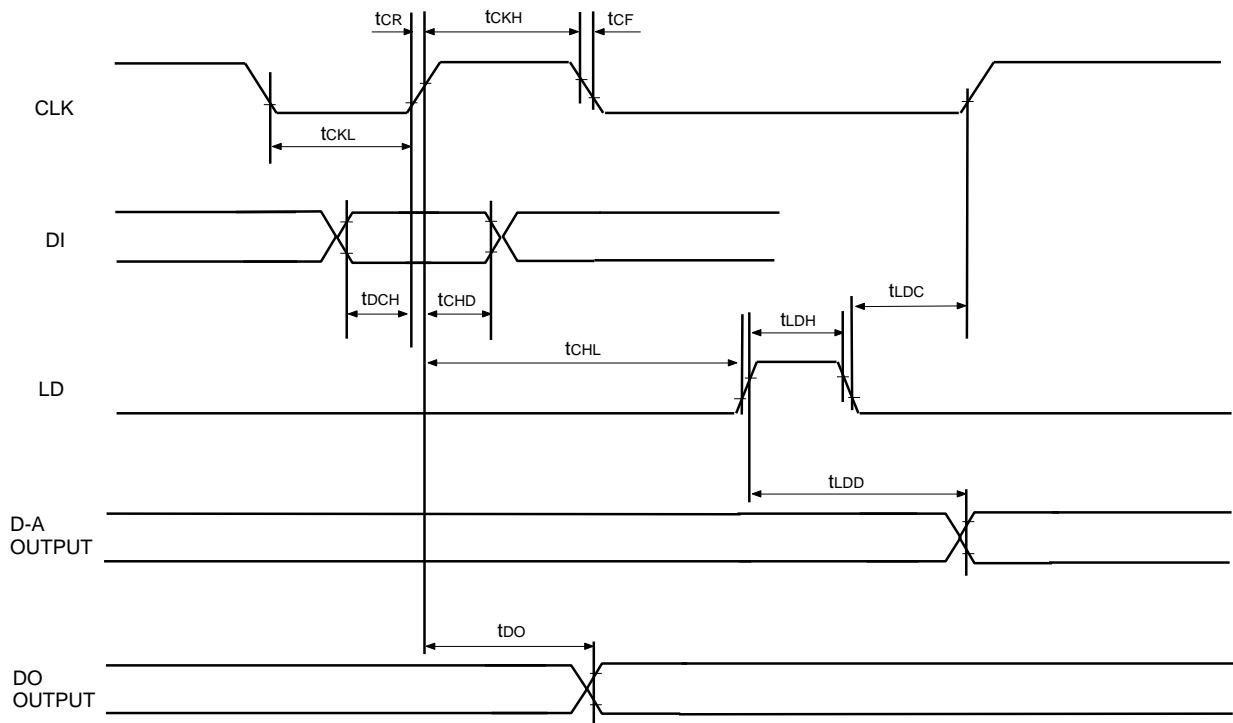 tCR
tCKH
tCF
CLK
tCKL
DI
tDCH
tCHD
tLDC
tLDH
tCHL
LD
tLDD
D-A
OUTPUT
tDO
DO
OUTPUT